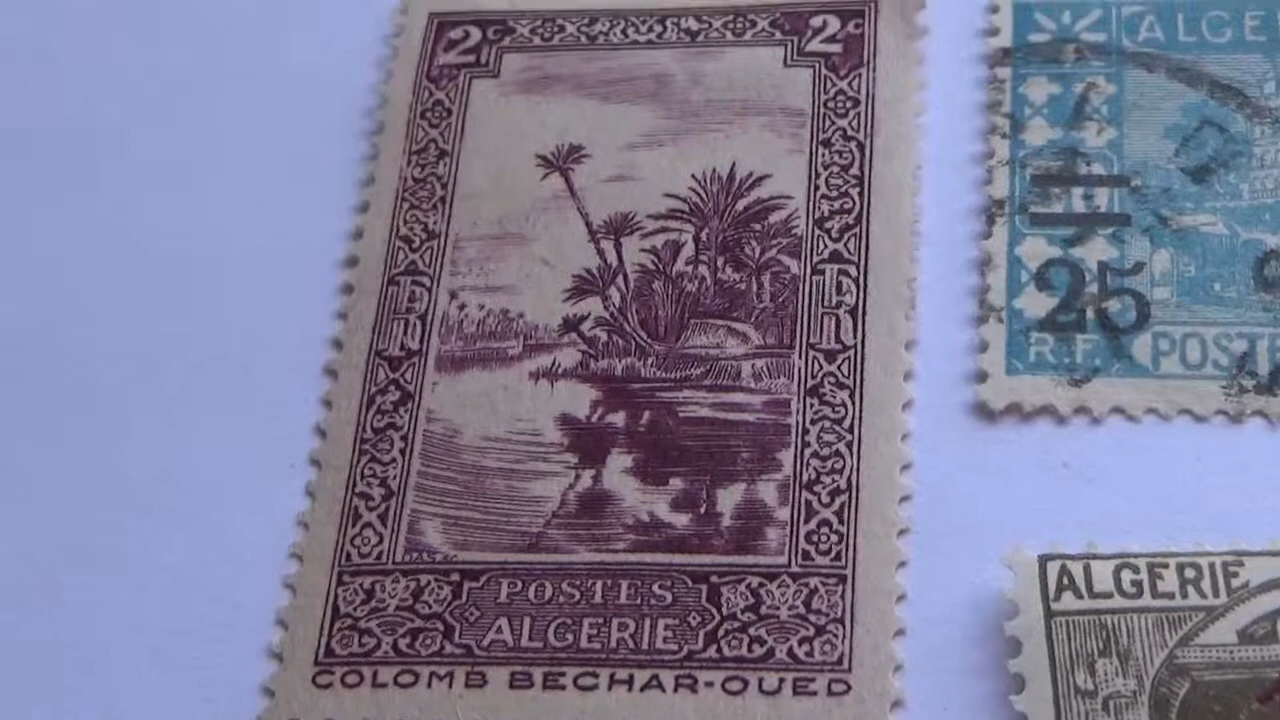 2c 2c
RF RF
POSTES
ALGERIE
COLOMB BECHAR-OUED
ALGE
25
R.F. POSTE
ALGERIE